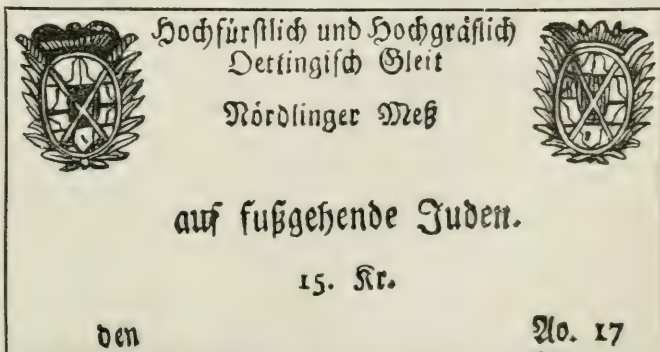 Hochfürstlich und Hochgräflich
Oettingisch Gleit
Nördlinger Meß
auf fußgehende Juden.
15. Kr.
den Ao. 17